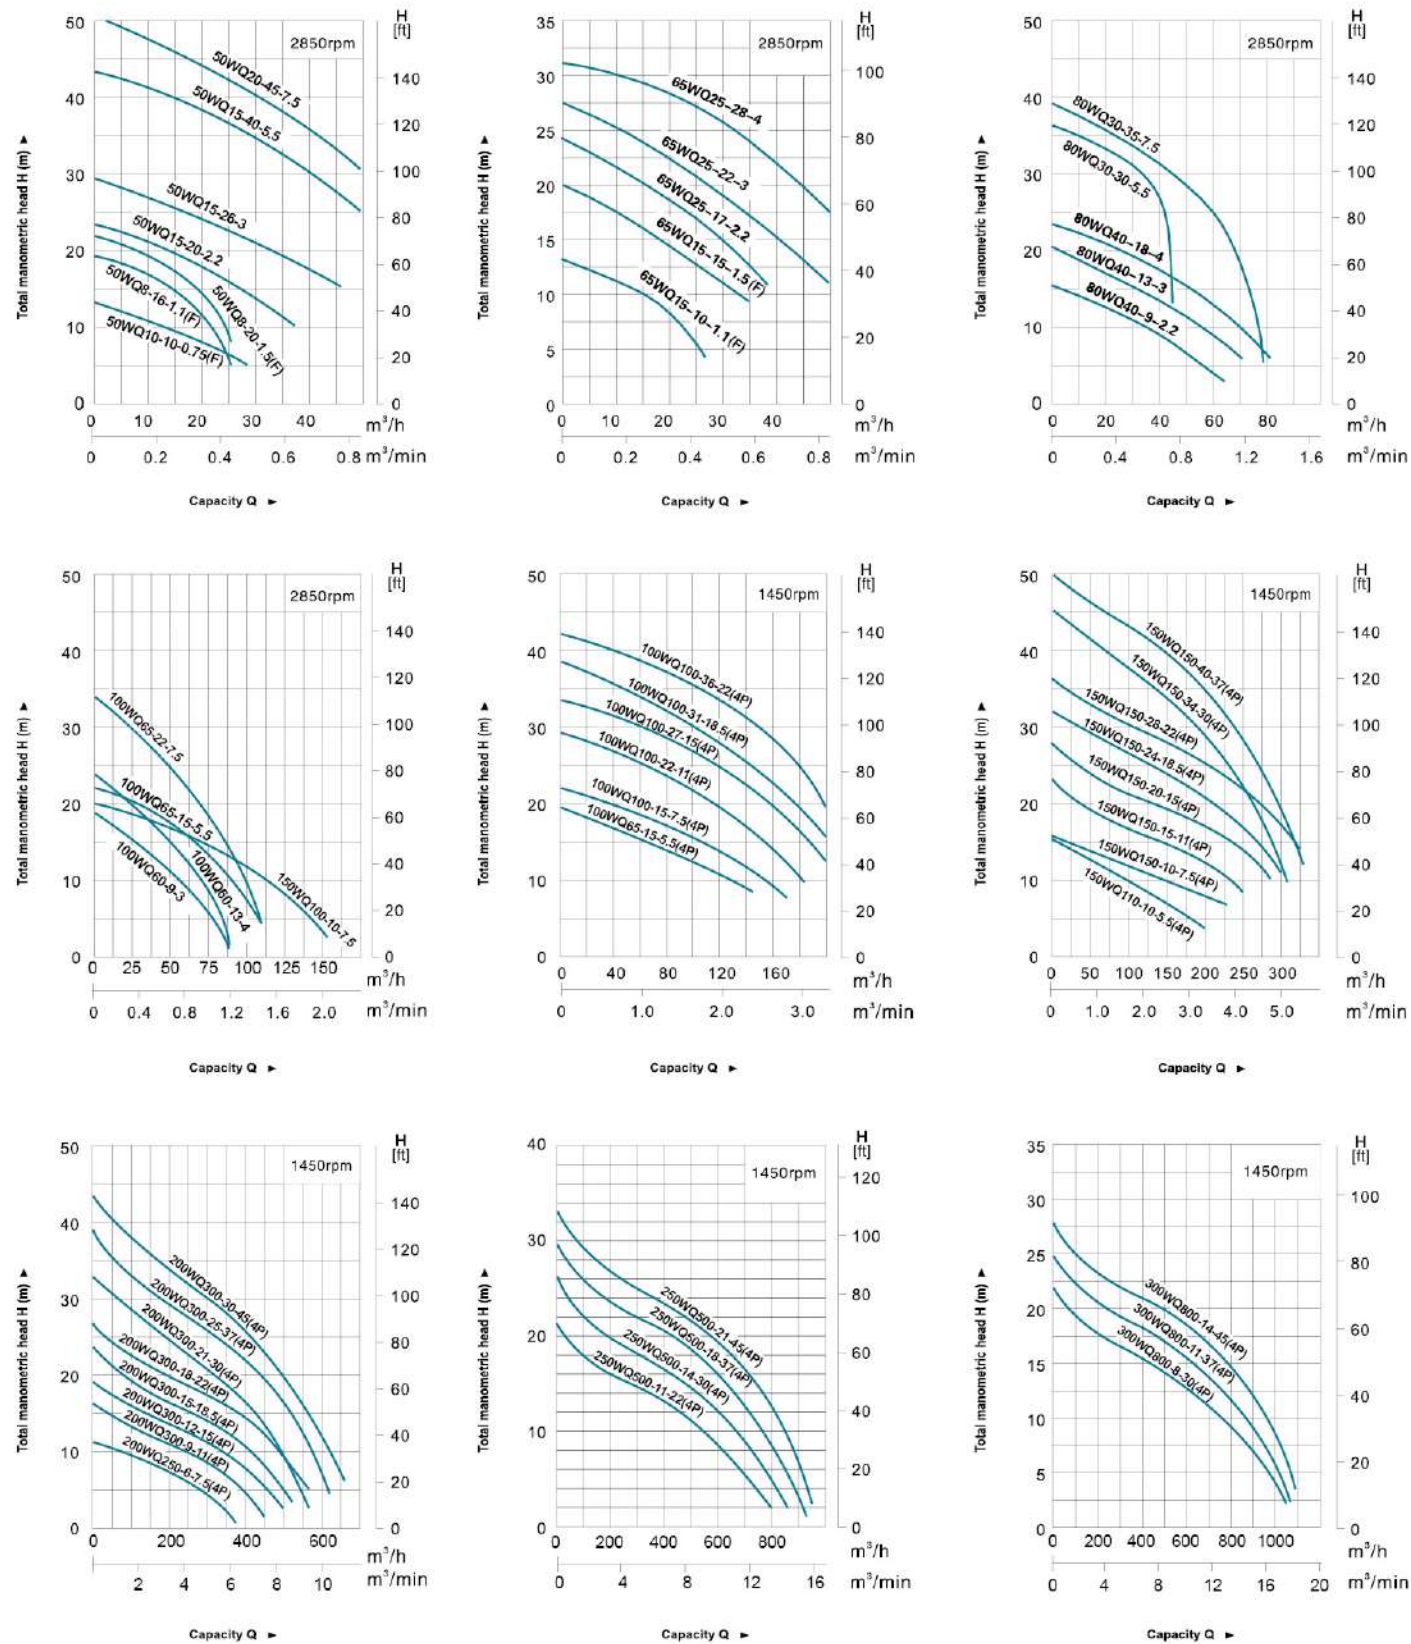 H
[ft]
2850rpm
50
40
30
20
10
0
140
120
100
80
60
40
20
0
50WQ20-45-7.5
50WQ15-40-5.5
50WQ15-26-3
50WQ15-20-2.2
50WQ8-16-1.1(F)
50WQ8-20-1.5(F)
50WQ10-10-0.75(F)
Total manometric head H (m) ►
0 10 20 30 40 m³/h
0 0.2 0.4 0.6 0.8 m³/min
Capacity Q ►
H
[ft]
2850rpm
35
30
25
20
15
10
5
0
100
80
60
40
20
0
65WQ25-28-4
65WQ25-22-3
65WQ25-17-2.2
65WQ15-15-1.5(F)
65WQ15-10-1.1(F)
Total manometric head H (m) ►
0 10 20 30 40 m³/h
0 0.2 0.4 0.6 0.8 m³/min
Capacity Q ►
H
[ft]
2850rpm
50
40
30
20
10
0
140
120
100
80
60
40
20
0
80WQ30-35-7.5
80WQ30-30-5.5
80WQ40-18-4
80WQ40-13-3
80WQ40-9-2.2
Total manometric head H (m) ►
0 20 40 60 80 m³/h
0 0.4 0.8 1.2 1.6 m³/min
Capacity Q ►
H
[ft]
2850rpm
50
40
30
20
10
0
140
120
100
80
60
40
20
0
100WQ65-22-7.5
100WQ65-15-5.5
100WQ60-13-4
100WQ60-9-3
150WQ100-10-7.5
Total manometric head H (m) ►
0 25 50 75 100 125 150 m³/h
0 0.4 0.8 1.2 1.6 2.0 m³/min
Capacity Q ►
H
[ft]
1450rpm
50
40
30
20
10
0
140
120
100
80
60
40
20
0
100WQ100-36-22(4P)
100WQ100-31-18.5(4P)
100WQ100-27-15(4P)
100WQ100-22-11(4P)
100WQ100-15-7.5(4P)
100WQ65-15-5.5(4P)
Total manometric head H (m) ►
0 40 80 120 160 m³/h
0 1.0 2.0 3.0 m³/min
Capacity Q ►
H
[ft]
1450rpm
50
40
30
20
10
0
140
120
100
80
60
40
20
0
150WQ150-40-37(4P)
150WQ150-34-30(4P)
150WQ150-28-22(4P)
150WQ150-24-18.5(4P)
150WQ150-20-15(4P)
150WQ150-15-11(4P)
150WQ150-10-7.5(4P)
150WQ110-10-5.5(4P)
Total manometric head H (m) ►
0 50 100 150 200 250 300 m³/h
0 1.0 2.0 3.0 4.0 5.0 m³/min
Capacity Q ►
H
[ft]
1450rpm
50
40
30
20
10
0
140
120
100
80
60
40
20
0
200WQ300-30-45(4P)
200WQ300-25-37(4P)
200WQ300-21-30(4P)
200WQ300-18-22(4P)
200WQ300-15-18.5(4P)
200WQ300-12-15(4P)
200WQ300-9-11(4P)
200WQ250-6-7.5(4P)
Total manometric head H (m) ►
0 200 400 600 m³/h
2 4 6 8 10 m³/min
Capacity Q ►
H
[ft]
1450rpm
40
30
20
10
0
120
100
80
60
40
20
0
250WQ500-21-45(4P)
250WQ500-18-37(4P)
250WQ500-14-30(4P)
250WQ500-11-22(4P)
Total manometric head H (m) ►
0 200 400 600 800 m³/h
0 4 8 12 16 m³/min
Capacity Q ►
H
[ft]
1450rpm
35
30
25
20
15
10
5
0
100
80
60
40
20
0
300WQ800-14-45(4P)
300WQ800-11-37(4P)
300WQ800-8-30(4P)
Total manometric head H (m) ►
0 200 400 600 800 1000 m³/h
0 4 8 12 16 20 m³/min
Capacity Q ►